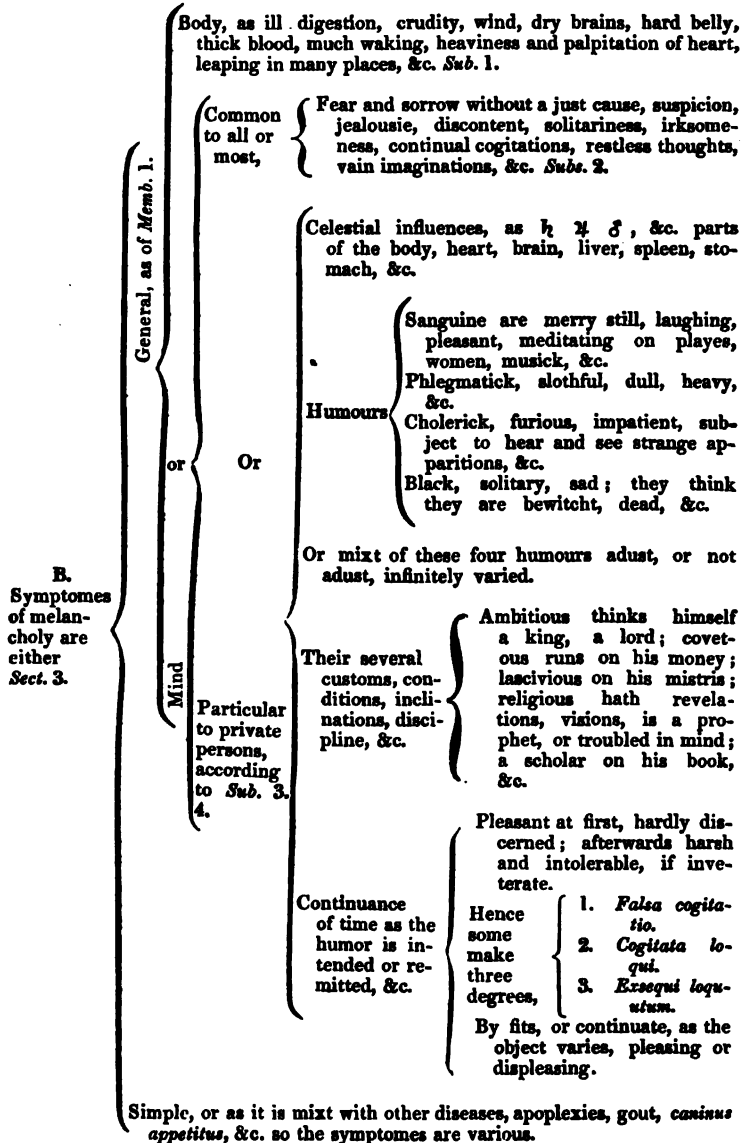 Body, as ill digestion, crudity, wind, dry brains, hard belly,
thick blood, much waking, heaviness and palpitation of heart,
leaping in many places, &c. Sub. 1.
Common
to all or
most,
Fear and sorrow without a just cause, suspicion,
jealousie, discontent, solitariness, irksome-
ness, continual cogitations, restless thoughts,
vain imaginations, &c. Subs. 2.
General, as of Memb. 1.
Celestial influences, as ♄ ♃ ♂, &c. parts
of the body, heart, brain, liver, spleen, sto-
mach, &c.
Humours
Sanguine are merry still, laughing,
pleasant, meditating on playes,
women, musick, &c.
Phlegmatick, slothful, dull, heavy,
&c.
Cholerick, furious, impatient, sub-
ject to hear and see strange ap-
paritions, &c.
Black, solitary, sad; they think
they are bewitcht, dead, &c.
or
Or
Or mixt of these four humours adust, or not
adust, infinitely varied.
B.
Symptomes
of melan-
choly are
either
Sect. 3.
Mind
Particular
to private
persons,
according
to Sub. 3.
4.
Their several
customs, con-
ditions, incli-
nations, disci-
pline, &c.
Ambitious thinks himself
a king, a lord; covet-
ous runs on his money;
lascivious on his mistris;
religious hath revela-
tions, visions, is a pro-
phet, or troubled in mind;
a scholar on his book,
&c.
Continuance
of time as the
humor is in-
tended or re-
mitted, &c.
Pleasant at first, hardly dis-
cerned; afterwards harsh
and intolerable, if inve-
terate.
Hence
some
make
three
degrees,
1. Falsa cogita-
tio.
2. Cogitata lo-
qui.
3. Exsequi loqu-
utum.
By fits, or continuate, as the
object varies, pleasing or
displeasing.
Simple, or as it is mixt with other diseases, apoplexies, gout, caninus
appetitus, &c. so the symptomes are various.